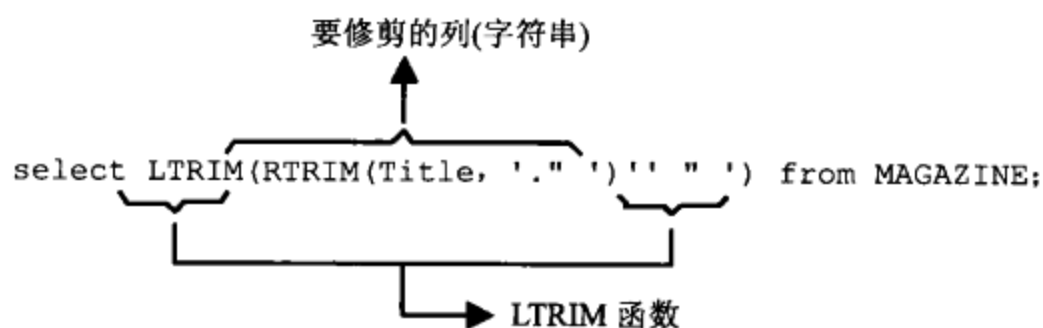 要修剪的列(字符串)
select LTRIM(RTRIM(Title, '." ')'' " ') from MAGAZINE;
LTRIM 函数